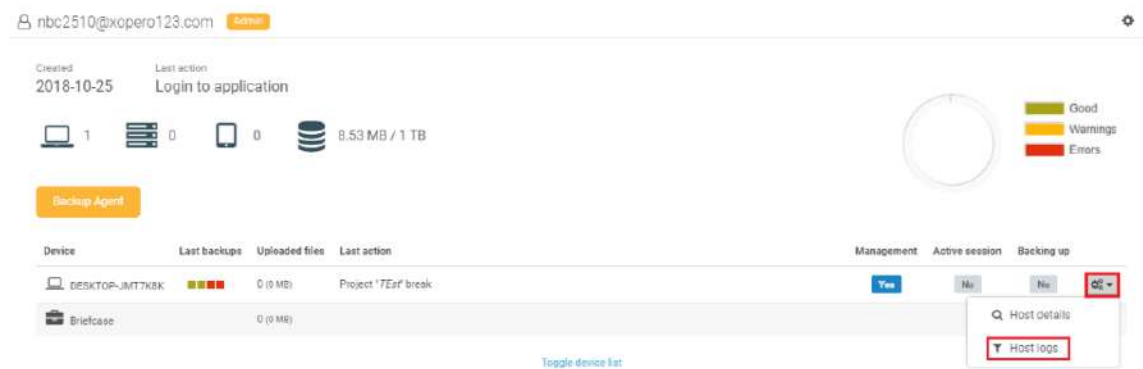 nbc2510@xopero123.com Admin
Created Last action
2018-10-25 Login to application
1 0 0 8.53 MB / 1 TB
Good
Warnings
Errors
Backup Agent
Device Last backups Uploaded files Last action Management Active session Backing up
DESKTOP-JMT7K8K 0 (0 MB) Project "TEst" break Yes No No
Briefcase 0 (0 MB)
Host details
Host logs
Toggle device list